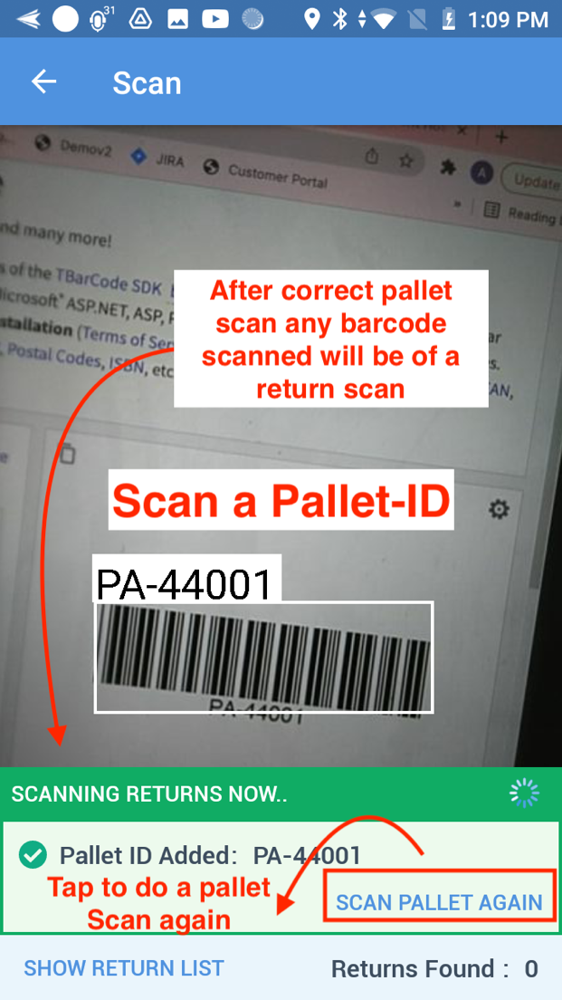 31
1:09 PM
Scan
Demov2
JIRA
Customer Portal
A
Update
»
Reading
nd many more!
s of the TBarCode SDK
icrosoft® ASP.NET, ASP,
stallation (Terms of Ser
, Postal Codes, ISBN, etc
ar
s.
AN,
After correct pallet
scan any barcode
scanned will be of a
return scan
Scan a Pallet-ID
PA-44001
PA-44001
SCANNING RETURNS NOW..
Pallet ID Added: PA-44001
Tap to do a pallet
Scan again
SCAN PALLET AGAIN
SHOW RETURN LIST
Returns Found : 0